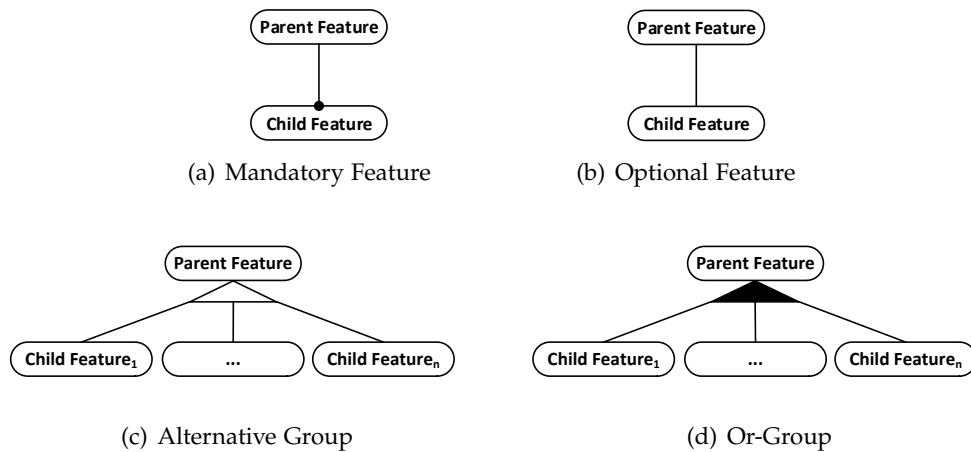 Parent Feature Parent Feature
Child Feature Child Feature
(a) Mandatory Feature (b) Optional Feature
Parent Feature Parent Feature
Child Feature1 ... Child Featuren Child Feature1 ... Child Featuren
(c) Alternative Group (d) Or-Group